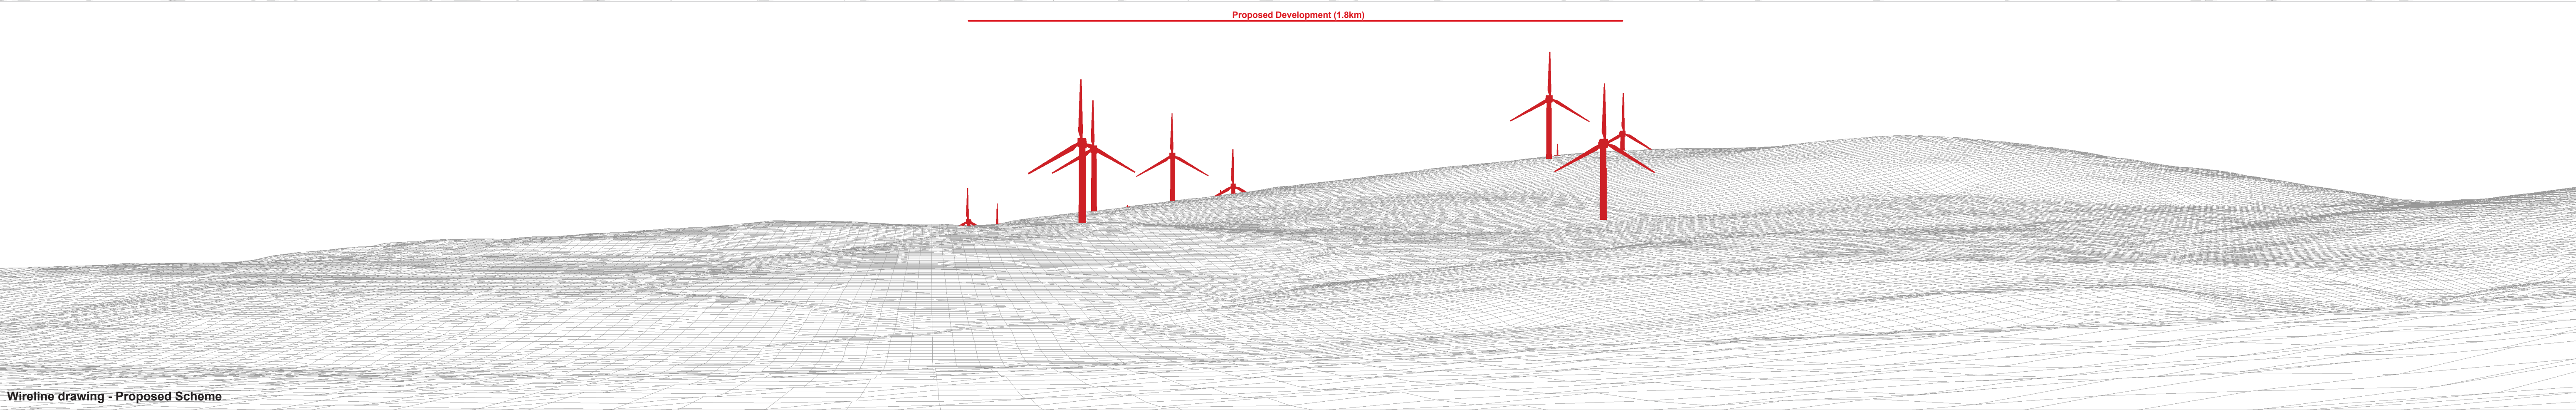 Proposed Development (1.8km)
Wireline drawing - Proposed Scheme